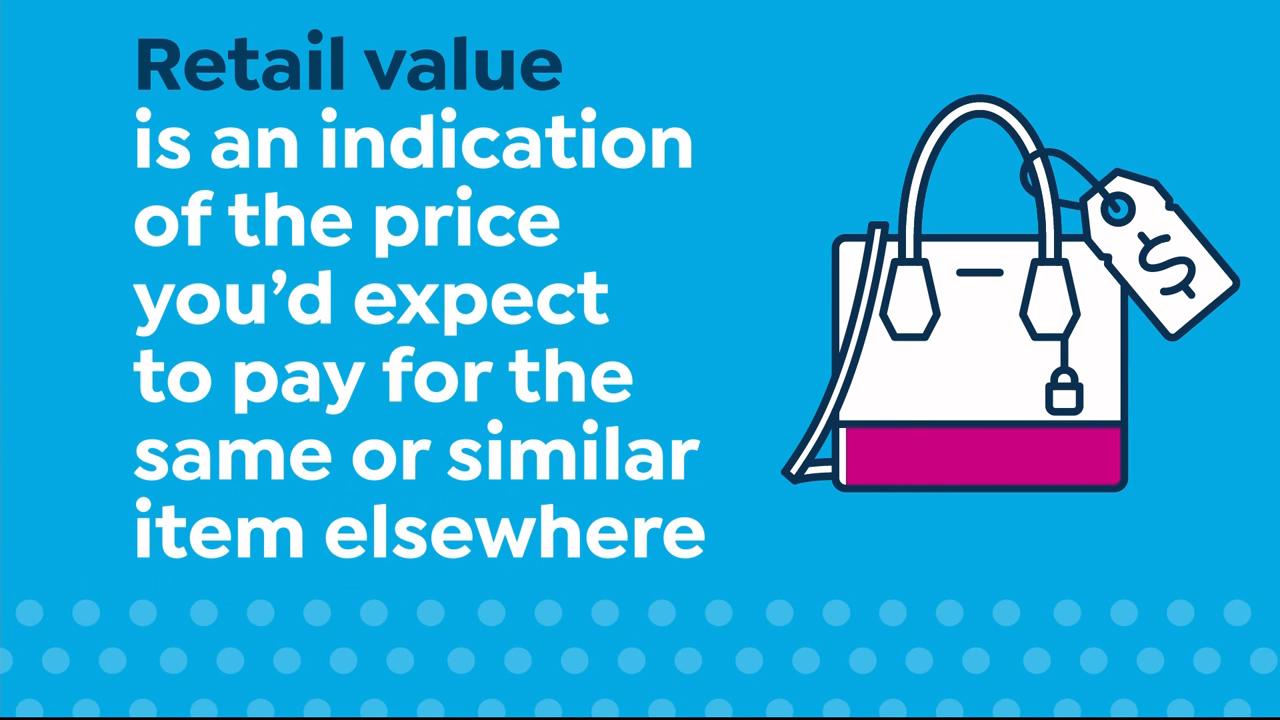 Retail value
is an indication
of the price
you’d expect
to pay for the
same or similar
item elsewhere
$